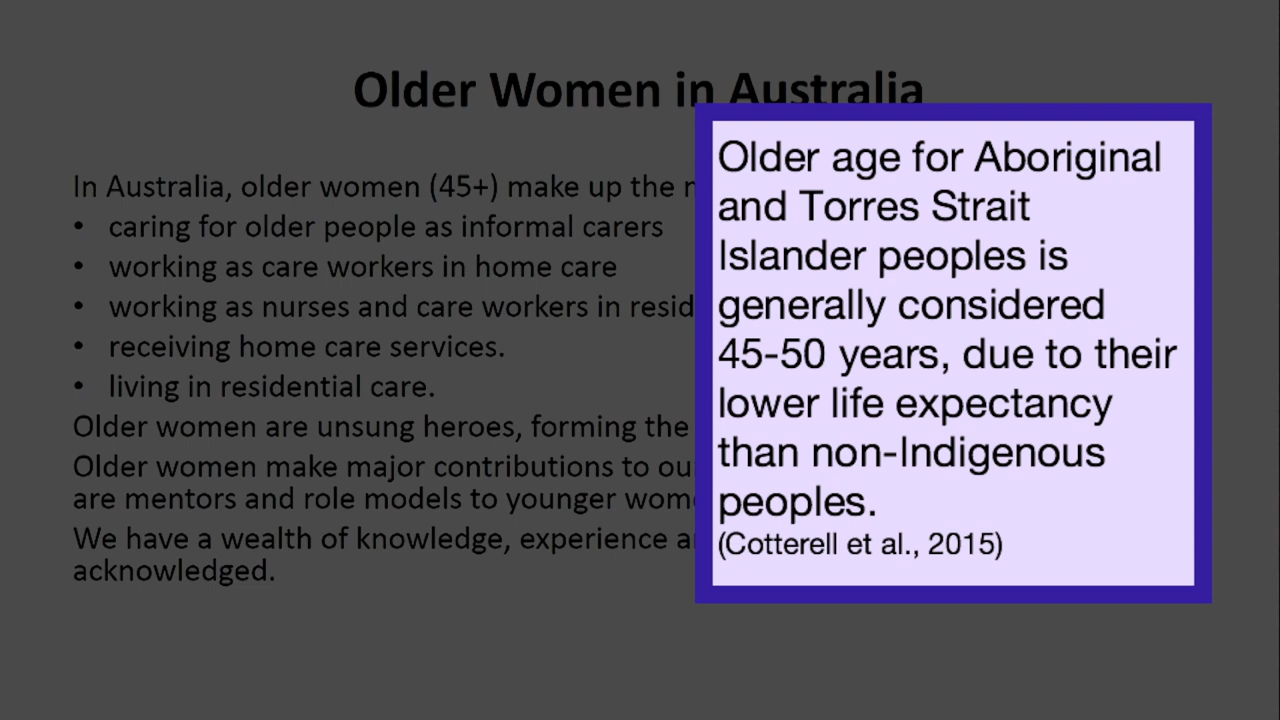 Older Women in Australia
In Australia, older women (45+) make up the
• caring for older people as informal carers
• working as care workers in home care
• working as nurses and care workers in
• receiving home care services.
• living in residential care.
Older women are unsung heroes, forming the
Older women make major contributions to
are mentors and role models to younger
We have a wealth of knowledge, experience
acknowledged.
Older age for Aboriginal
and Torres Strait
Islander peoples is
generally considered
45-50 years, due to their
lower life expectancy
than non-Indigenous
peoples.
(Cotterell et al., 2015)